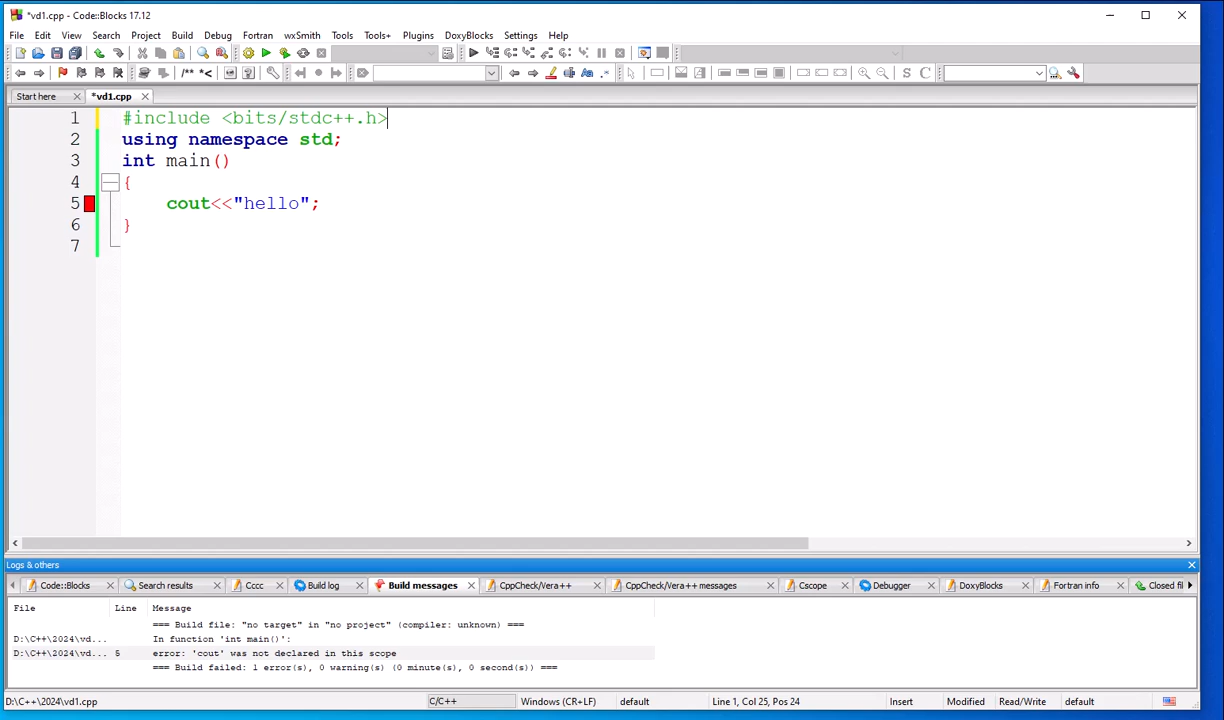 *vd1.cpp - Code::Blocks 17.12
File Edit View Search Project Build Debug Fortran wxSmith Tools Tools+ Plugins DoxyBlocks Settings Help
/** *< Aa .* S C
Start here *vd1.cpp
1 #include <bits/stdc++.h>
2 using namespace std;
3 int main()
4 {
5 cout<<"hello";
6 }
7
Logs & others
Code::Blocks Search results Cccc Build log Build messages CppCheck/Vera++ CppCheck/Vera++ messages Cscope Debugger DoxyBlocks Fortran info Closed fil
File Line Message
=== Build file: "no target" in "no project" (compiler: unknown) ===
D:\C++\2024\vd... In function 'int main()':
D:\C++\2024\vd... 5 error: 'cout' was not declared in this scope
=== Build failed: 1 error(s), 0 warning(s) (0 minute(s), 0 second(s)) ===
D:\C++\2024\vd1.cpp C/C++ Windows (CR+LF) default Line 1, Col 25, Pos 24 Insert Modified Read/Write default